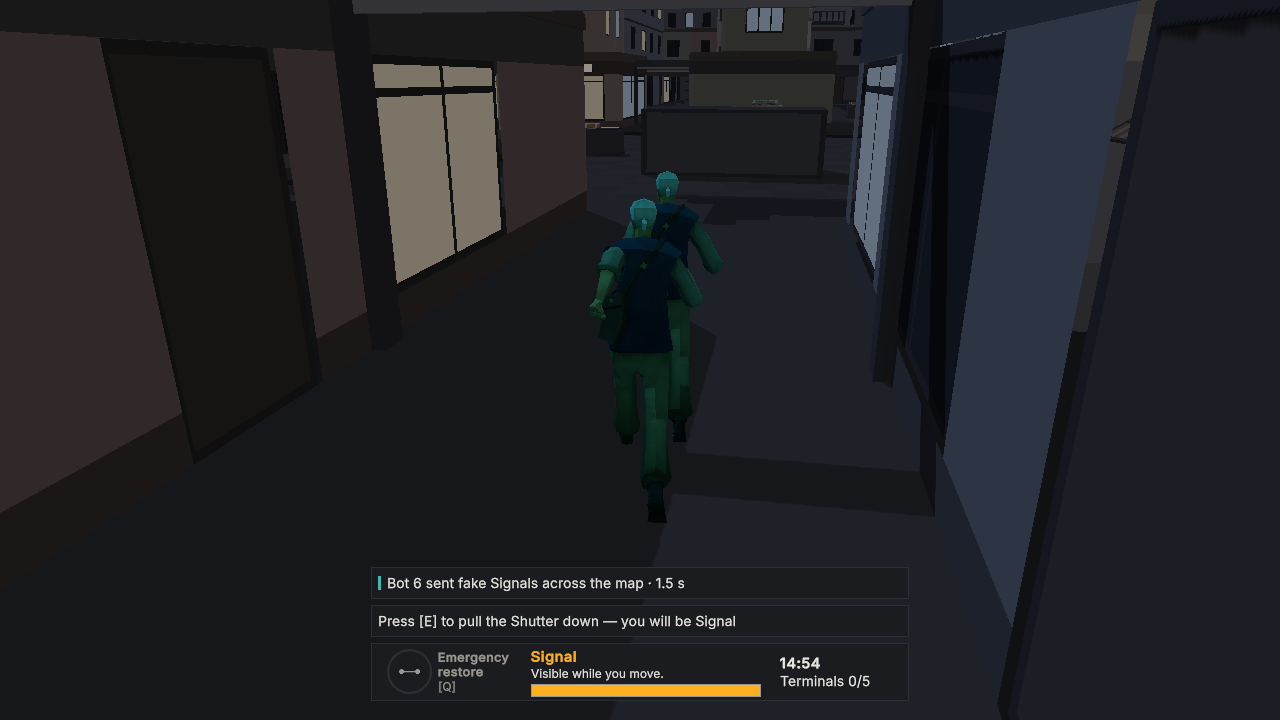 Bot 6 sent fake Signals across the map · 1.5 s
Press [E] to pull the Shutter down — you will be Signal
Emergency
restore
[Q]
Signal
Visible while you move.
14:54
Terminals 0/5